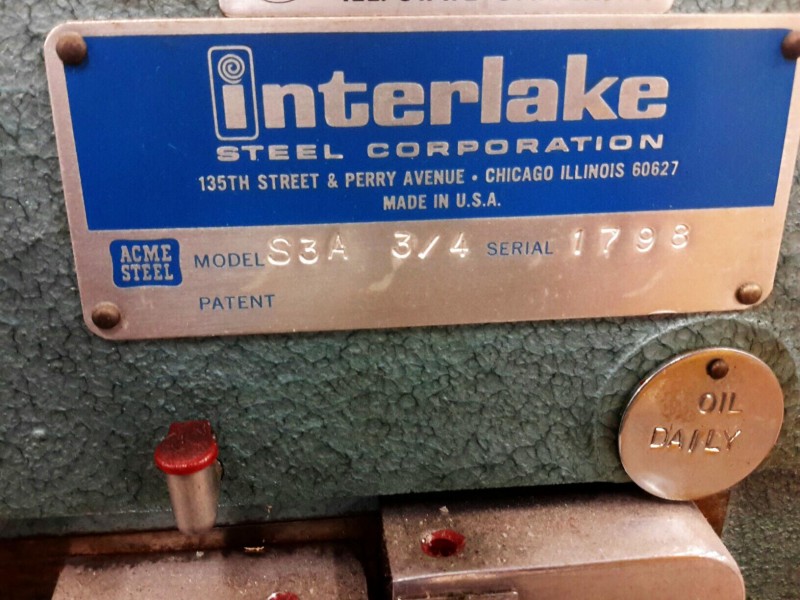 interlake
STEEL CORPORATION
135TH STREET & PERRY AVENUE • CHICAGO ILLINOIS 60627
MADE IN U.S.A.
ACME STEEL
MODEL S3A 3/4 SERIAL 1798
PATENT
OIL
DAILY